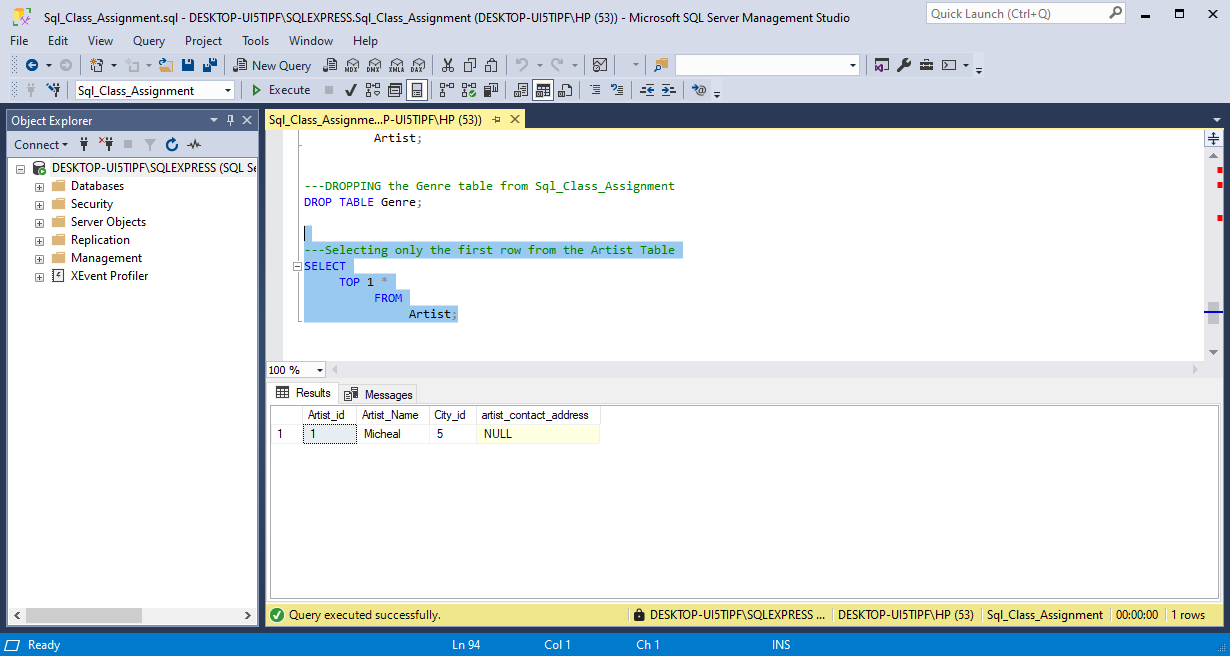 Sql_Class_Assignment.sql - DESKTOP-UI5TIPF\SQLEXPRESS.Sql_Class_Assignment (DESKTOP-UI5TIPF\HP (53)) - Microsoft SQL Server Management Studio
Quick Launch (Ctrl+Q)
File Edit View Query Project Tools Window Help
New Query MDX DMX XMLA DAX
Sql_Class_Assignment Execute
Object Explorer
Sql_Class_Assignme...P-UI5TIPF\HP (53))
Connect
DESKTOP-UI5TIPF\SQLEXPRESS (SQL Se
Databases
Security
Server Objects
Replication
Management
XEvent Profiler
Artist;
---DROPPING the Genre table from Sql_Class_Assignment
DROP TABLE Genre;
---Selecting only the first row from the Artist Table
SELECT
TOP 1 *
FROM
Artist;
100 %
Results Messages
Artist_id Artist_Name City_id artist_contact_address
1 1 Micheal 5 NULL
Query executed successfully. DESKTOP-UI5TIPF\SQLEXPRESS ... DESKTOP-UI5TIPF\HP (53) Sql_Class_Assignment 00:00:00 1 rows
Ready Ln 94 Col 1 Ch 1 INS